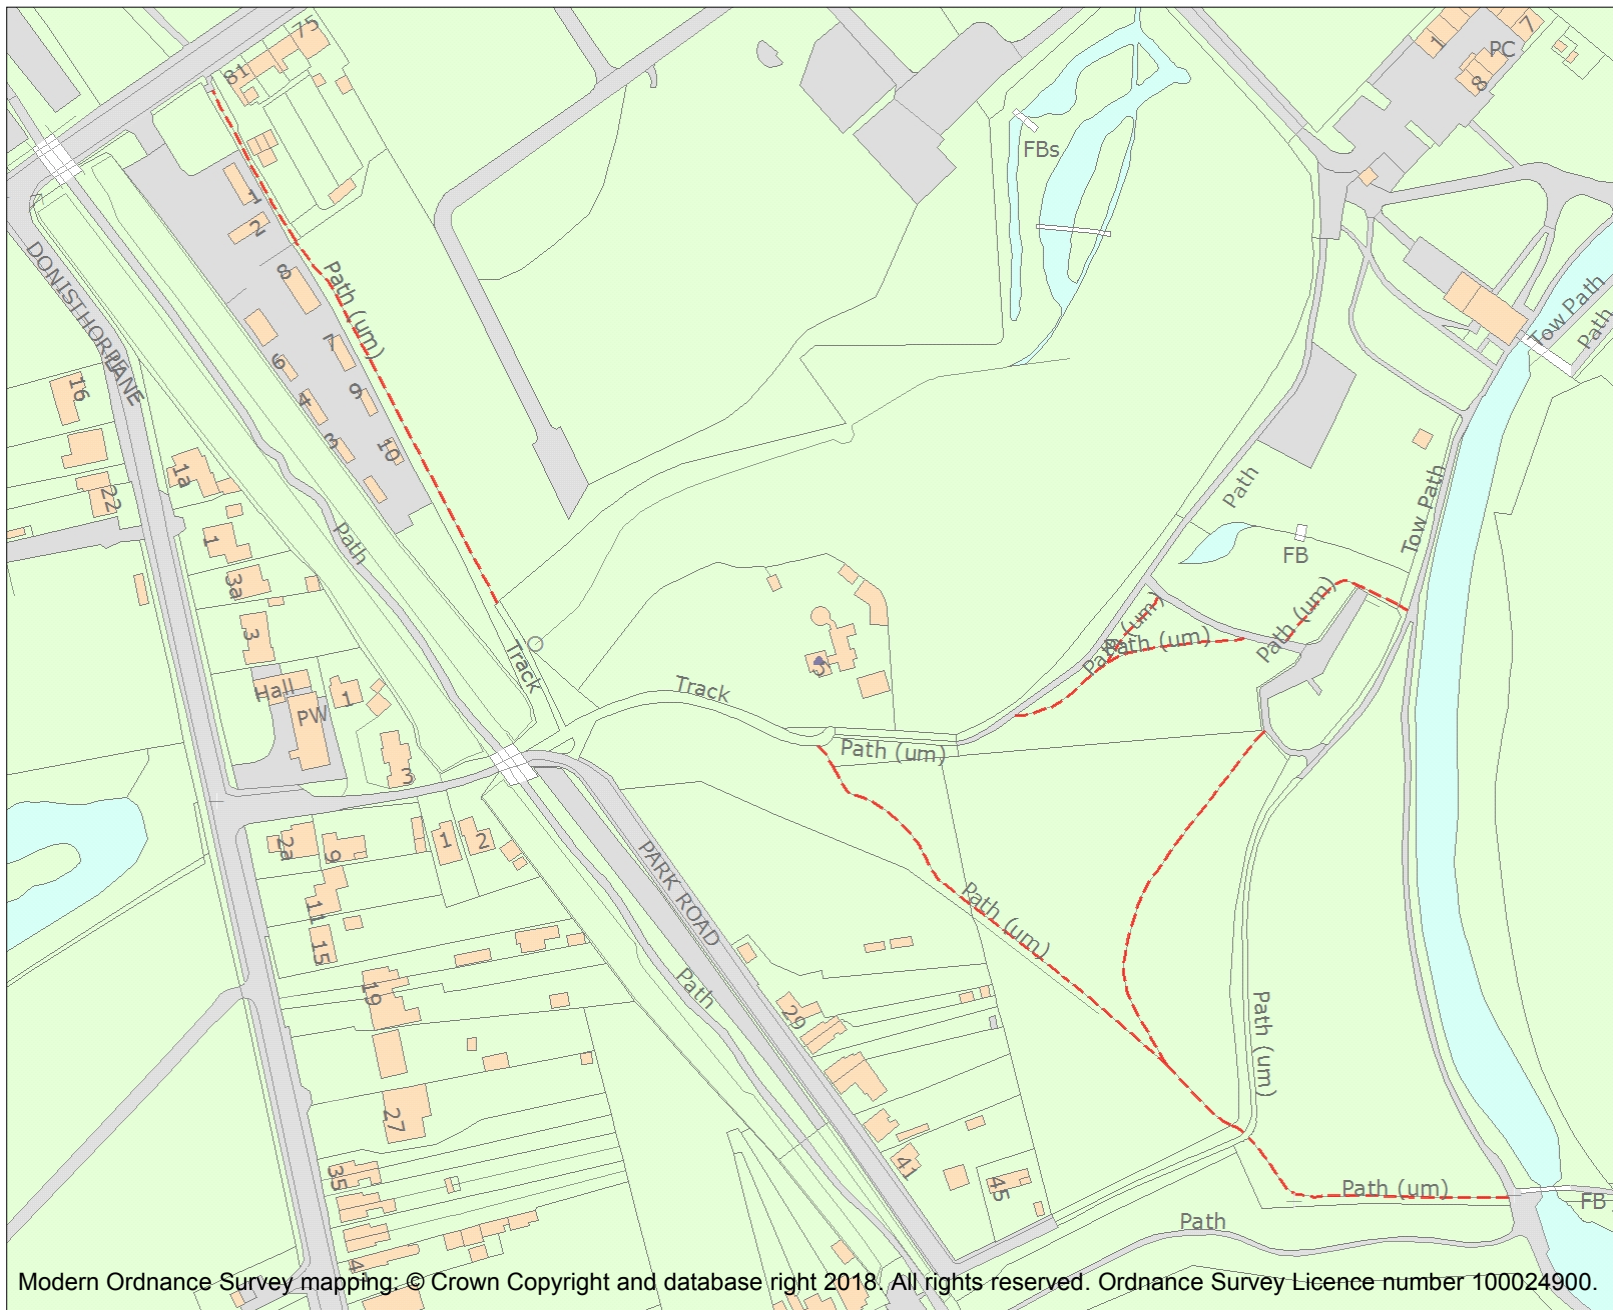 75
81
1
7
PC
8
FBs
1
2
DONISTHORPE
LANE
8
Path (um)
Tow Path
Path
7
6
9
4
3
10
16
22
1a
Path
Path
Tow Path
FB
1
3a
3
Path (um)
Path (um)
Path (um)
Track
5
Track
Hall
1
PW
3
Path (um)
2a
9
1
2
PARK ROAD
11
15
Path (um)
19
Path
29
Path (um)
27
41
35
45
Path (um)
FB
Path
Modern Ordnance Survey mapping: © Crown Copyright and database right 2018. All rights reserved. Ordnance Survey Licence number 100024900.